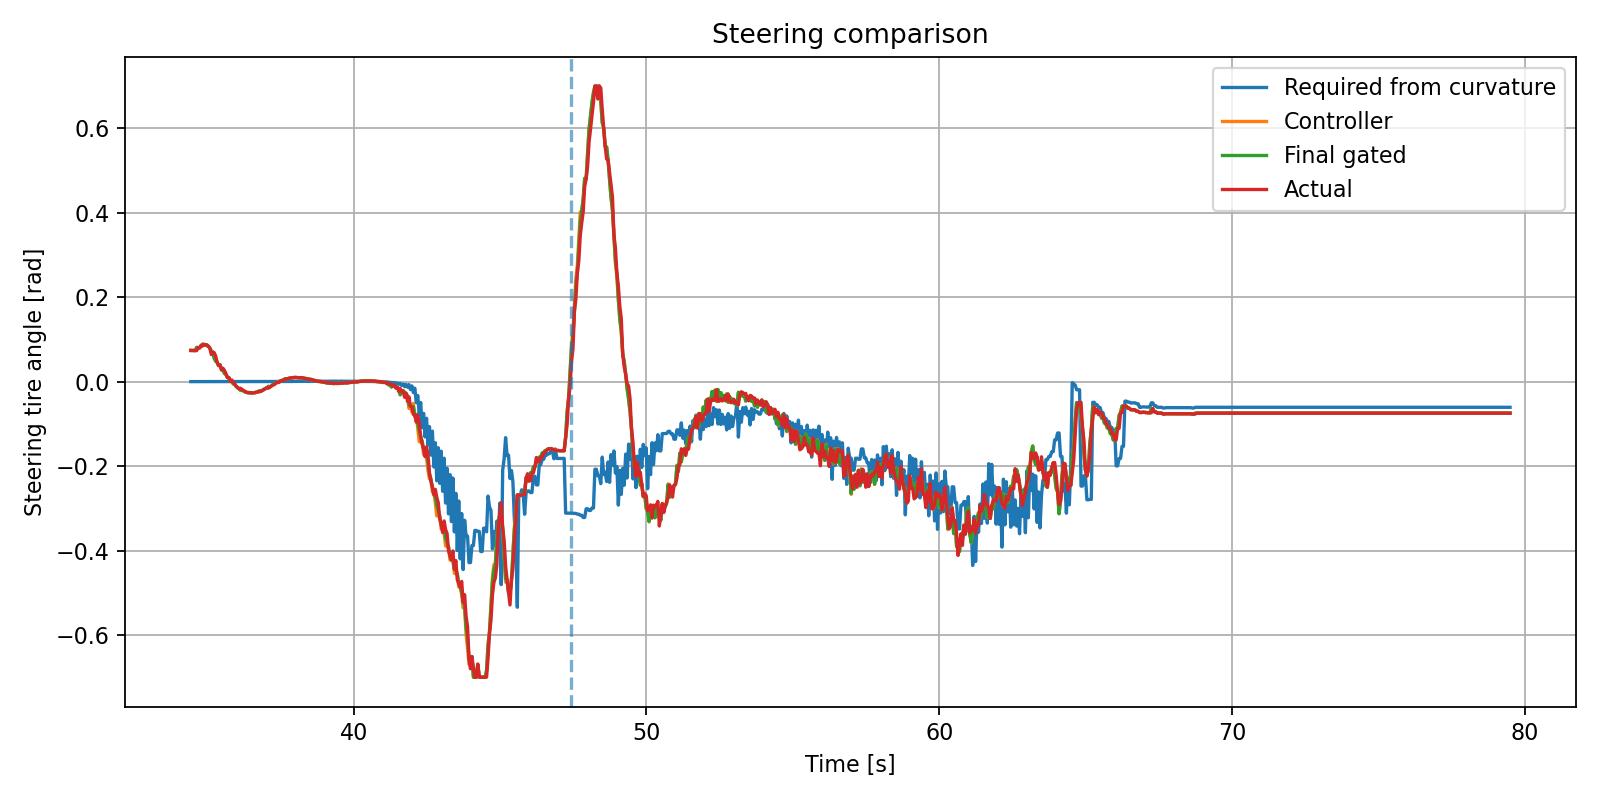 Steering comparison
Required from curvature
Controller
Final gated
Actual
Steering tire angle [rad]
0.6
0.4
0.2
0.0
−0.2
−0.4
−0.6
40
50
60
70
80
Time [s]